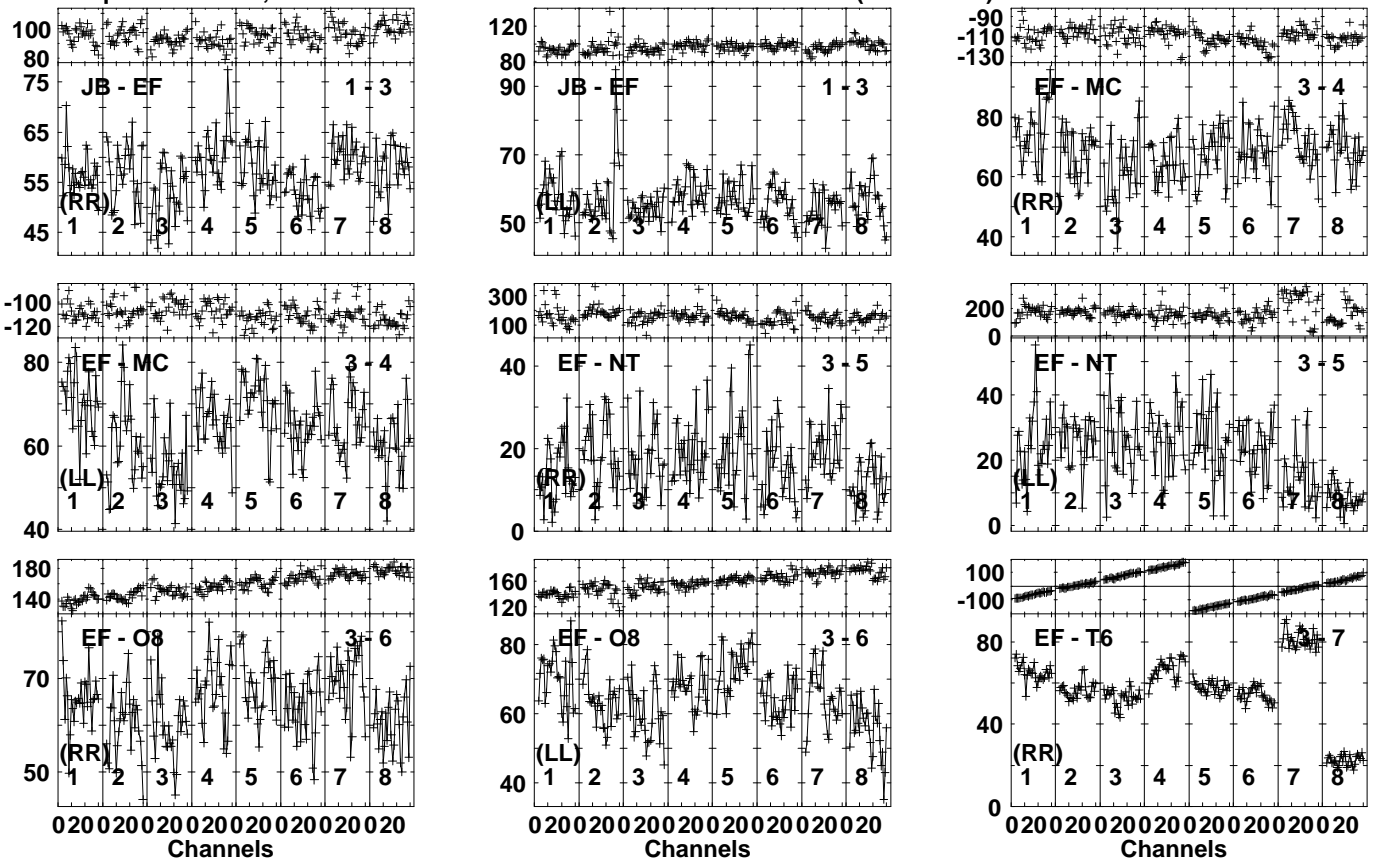 100
80
75
65
55
45
JB - EF
1 - 3
(RR)
1 2 3 4 5 6 7 8
120
80
90
70
50
JB - EF
1 - 3
(LL)
1 2 3 4 5 6 7 8
-90
-110
-130
80
60
40
EF - MC
3 - 4
(RR)
1 2 3 4 5 6 7 8
-100
-120
80
60
40
EF - MC
3 - 4
(LL)
1 2 3 4 5 6 7 8
300
100
40
20
0
EF - NT
3 - 5
(RR)
1 2 3 4 5 6 7 8
200
0
40
20
0
EF - NT
3 - 5
(LL)
1 2 3 4 5 6 7 8
180
140
70
50
EF - O8
3 - 6
(RR)
1 2 3 4 5 6 7 8
0 20 0 20 0 20 0 20 0 20 0 20 0 20 0 20
Channels
160
120
80
60
40
EF - O8
3 - 6
(LL)
1 2 3 4 5 6 7 8
0 20 0 20 0 20 0 20 0 20 0 20 0 20 0 20
Channels
100
-100
80
40
0
EF - T6
3 - 7
(RR)
1 2 3 4 5 6 7 8
0 20 0 20 0 20 0 20 0 20 0 20 0 20 0 20
Channels